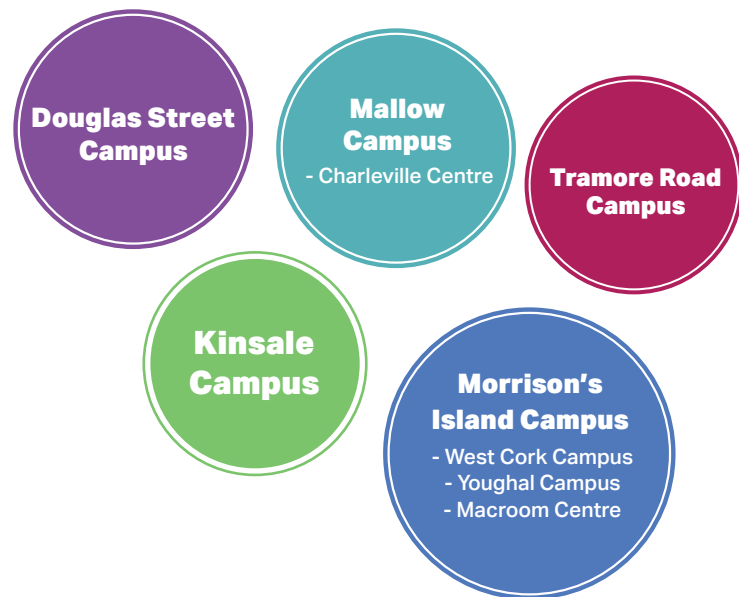 Douglas Street
Campus
Mallow
Campus
- Charleville Centre
Tramore Road
Campus
Kinsale
Campus
Morrison’s
Island Campus
- West Cork Campus
- Youghal Campus
- Macroom Centre